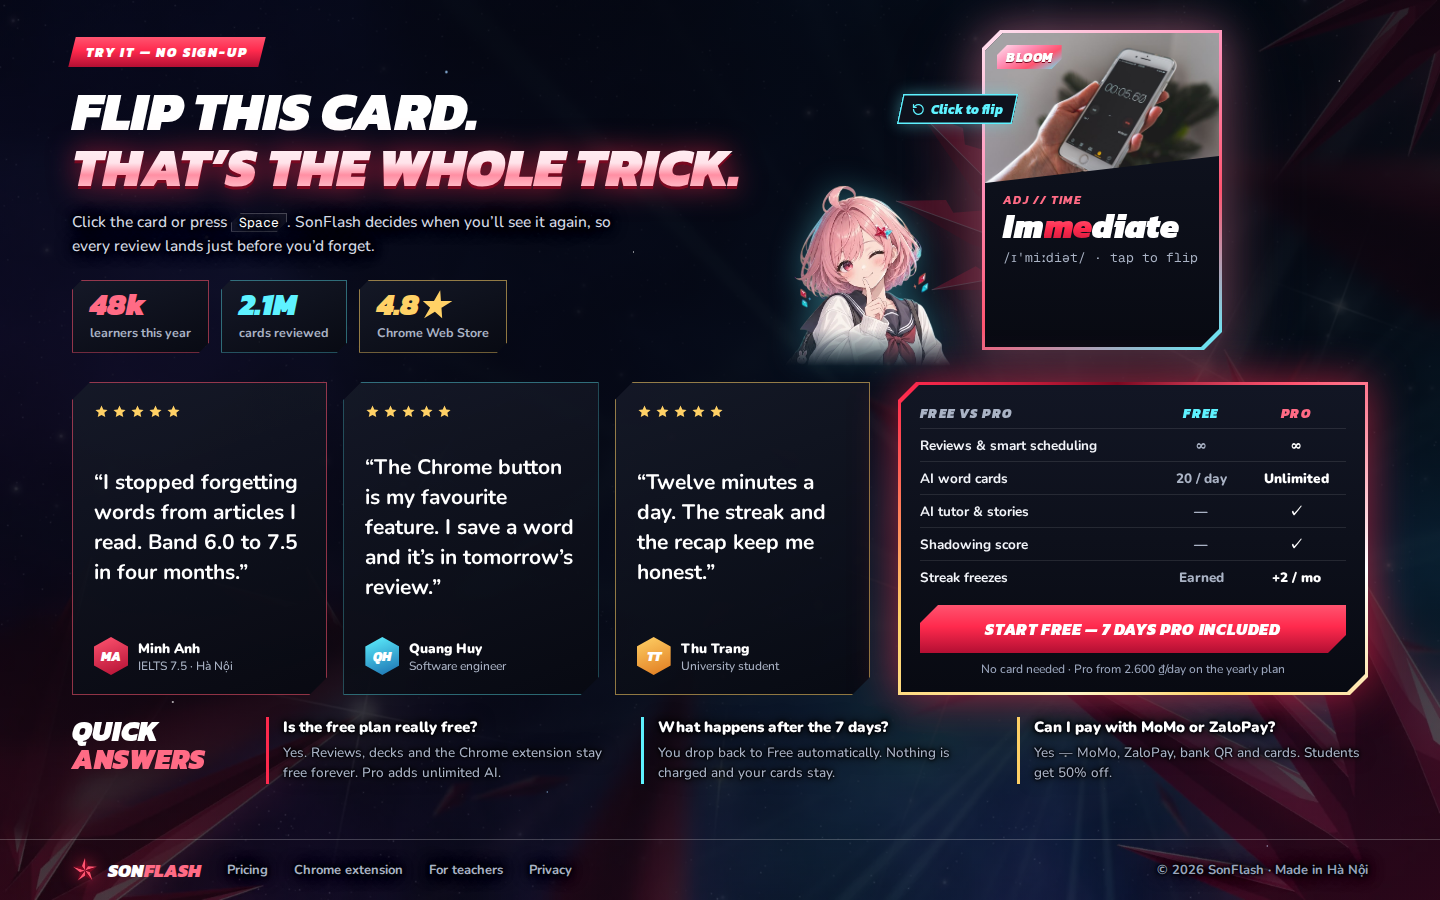 TRY IT — NO SIGN-UP
FLIP THIS CARD.
THAT’S THE WHOLE TRICK.
Click the card or press Space. SonFlash decides when you’ll see it again, so
every review lands just before you’d forget.
48k
learners this year
2.1M
cards reviewed
4.8★
Chrome Web Store
Click to flip
BLOOM
00:05.60
ADJ // TIME
Immediate
/ɪˈmiːdiət/ · tap to flip
★★★★★
“I stopped forgetting
words from articles I
read. Band 6.0 to 7.5
in four months.”
MA
Minh Anh
IELTS 7.5 · Hà Nội
★★★★★
“The Chrome button
is my favourite
feature. I save a word
and it’s in tomorrow’s
review.”
QH
Quang Huy
Software engineer
★★★★★
“Twelve minutes a
day. The streak and
the recap keep me
honest.”
TT
Thu Trang
University student
FREE VS PRO FREE PRO
Reviews & smart scheduling ∞ ∞
AI word cards 20 / day Unlimited
AI tutor & stories — ✓
Shadowing score — ✓
Streak freezes Earned +2 / mo
START FREE — 7 DAYS PRO INCLUDED
No card needed · Pro from 2.600 ₫/day on the yearly plan
QUICK
ANSWERS
Is the free plan really free?
Yes. Reviews, decks and the Chrome extension stay
free forever. Pro adds unlimited AI.
What happens after the 7 days?
You drop back to Free automatically. Nothing is
charged and your cards stay.
Can I pay with MoMo or ZaloPay?
Yes — MoMo, ZaloPay, bank QR and cards. Students
get 50% off.
SONFLASH
Pricing
Chrome extension
For teachers
Privacy
© 2026 SonFlash · Made in Hà Nội